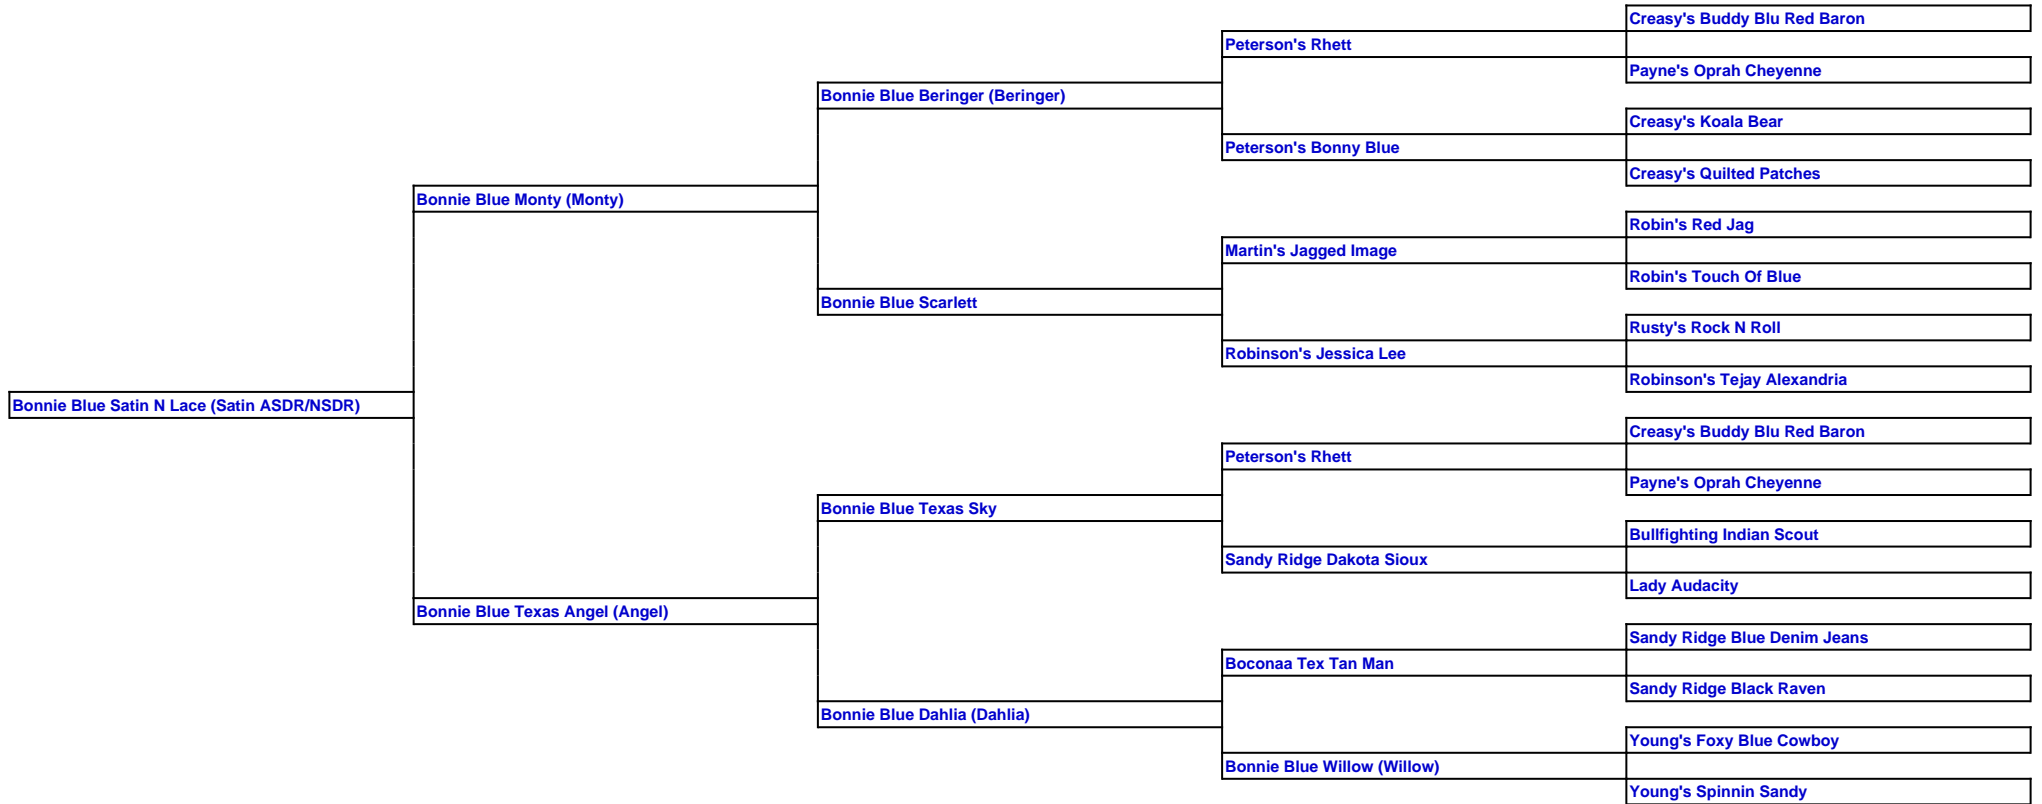 Creasy's Buddy Blu Red Baron
Peterson's Rhett
Payne's Oprah Cheyenne
Bonnie Blue Beringer (Beringer)
Creasy's Koala Bear
Peterson's Bonny Blue
Creasy's Quilted Patches
Bonnie Blue Monty (Monty)
Robin's Red Jag
Martin's Jagged Image
Robin's Touch Of Blue
Bonnie Blue Scarlett
Rusty's Rock N Roll
Robinson's Jessica Lee
Robinson's Tejay Alexandria
Bonnie Blue Satin N Lace (Satin ASDR/NSDR)
Creasy's Buddy Blu Red Baron
Peterson's Rhett
Payne's Oprah Cheyenne
Bonnie Blue Texas Sky
Bullfighting Indian Scout
Sandy Ridge Dakota Sioux
Lady Audacity
Bonnie Blue Texas Angel (Angel)
Sandy Ridge Blue Denim Jeans
Boconaa Tex Tan Man
Sandy Ridge Black Raven
Bonnie Blue Dahlia (Dahlia)
Young's Foxy Blue Cowboy
Bonnie Blue Willow (Willow)
Young's Spinnin Sandy